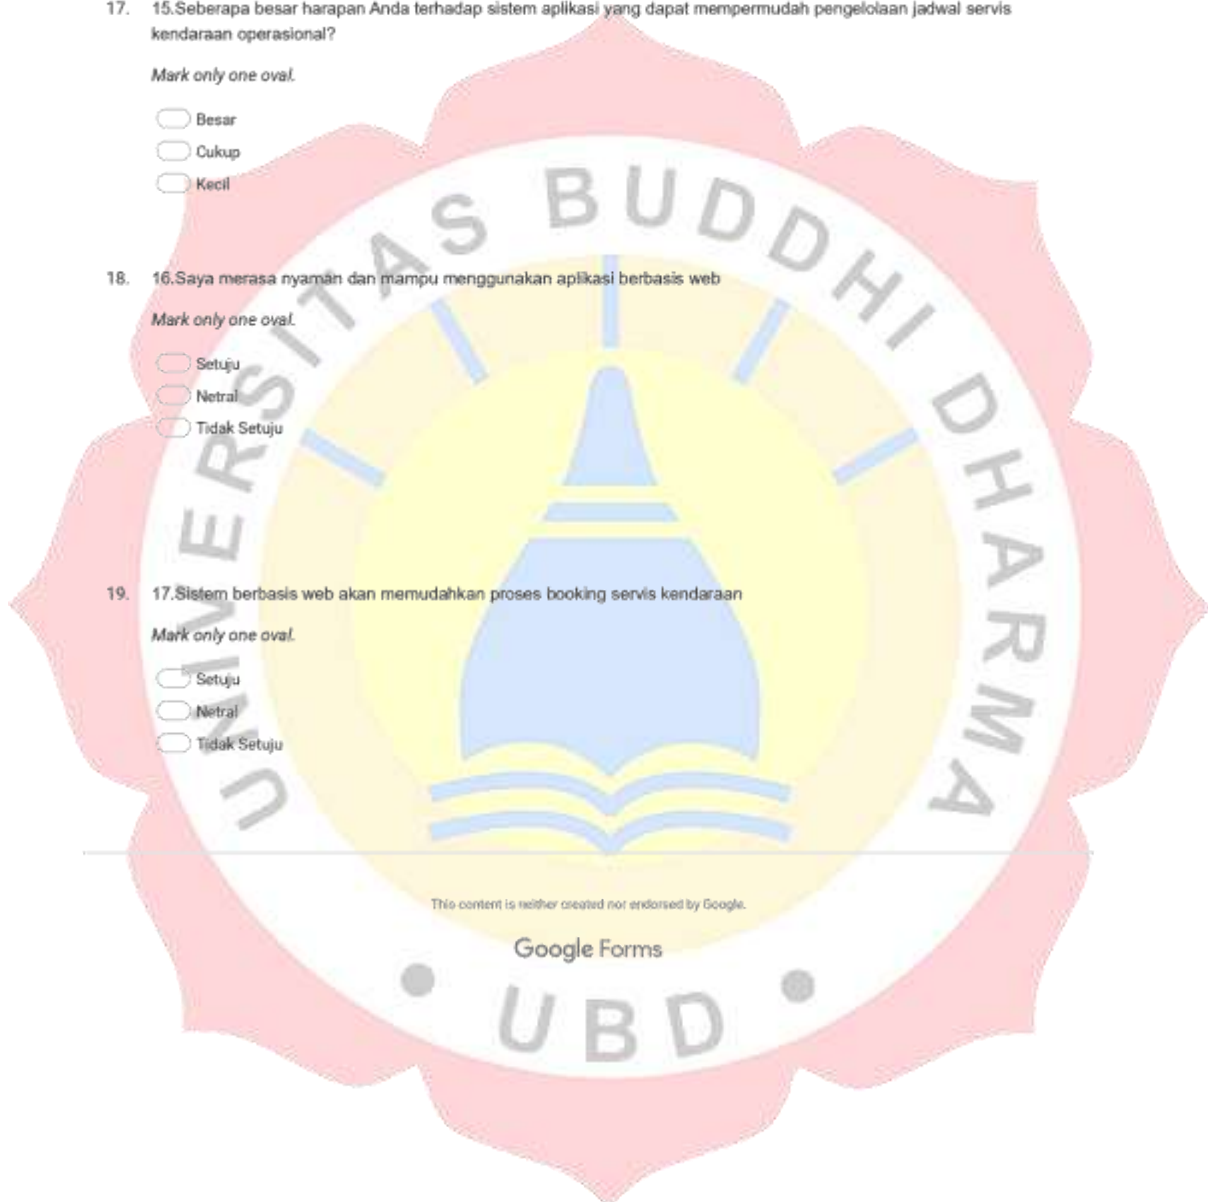 17. 15.Seberapa besar harapan Anda terhadap sistem aplikasi yang dapat mempermudah pengelolaan jadwal servis
kendaraan operasional?
Mark only one oval.
Besar
Cukup
Kecil
18. 16.Saya merasa nyaman dan mampu menggunakan aplikasi berbasis web
Mark only one oval.
Setuju
Netral
Tidak Setuju
19. 17.Sistem berbasis web akan memudahkan proses booking servis kendaraan
Mark only one oval.
Setuju
Netral
Tidak Setuju
This content is neither created nor endorsed by Google.
Google Forms
UNIVERSITAS BUDDHI DHARMA
• UBD •